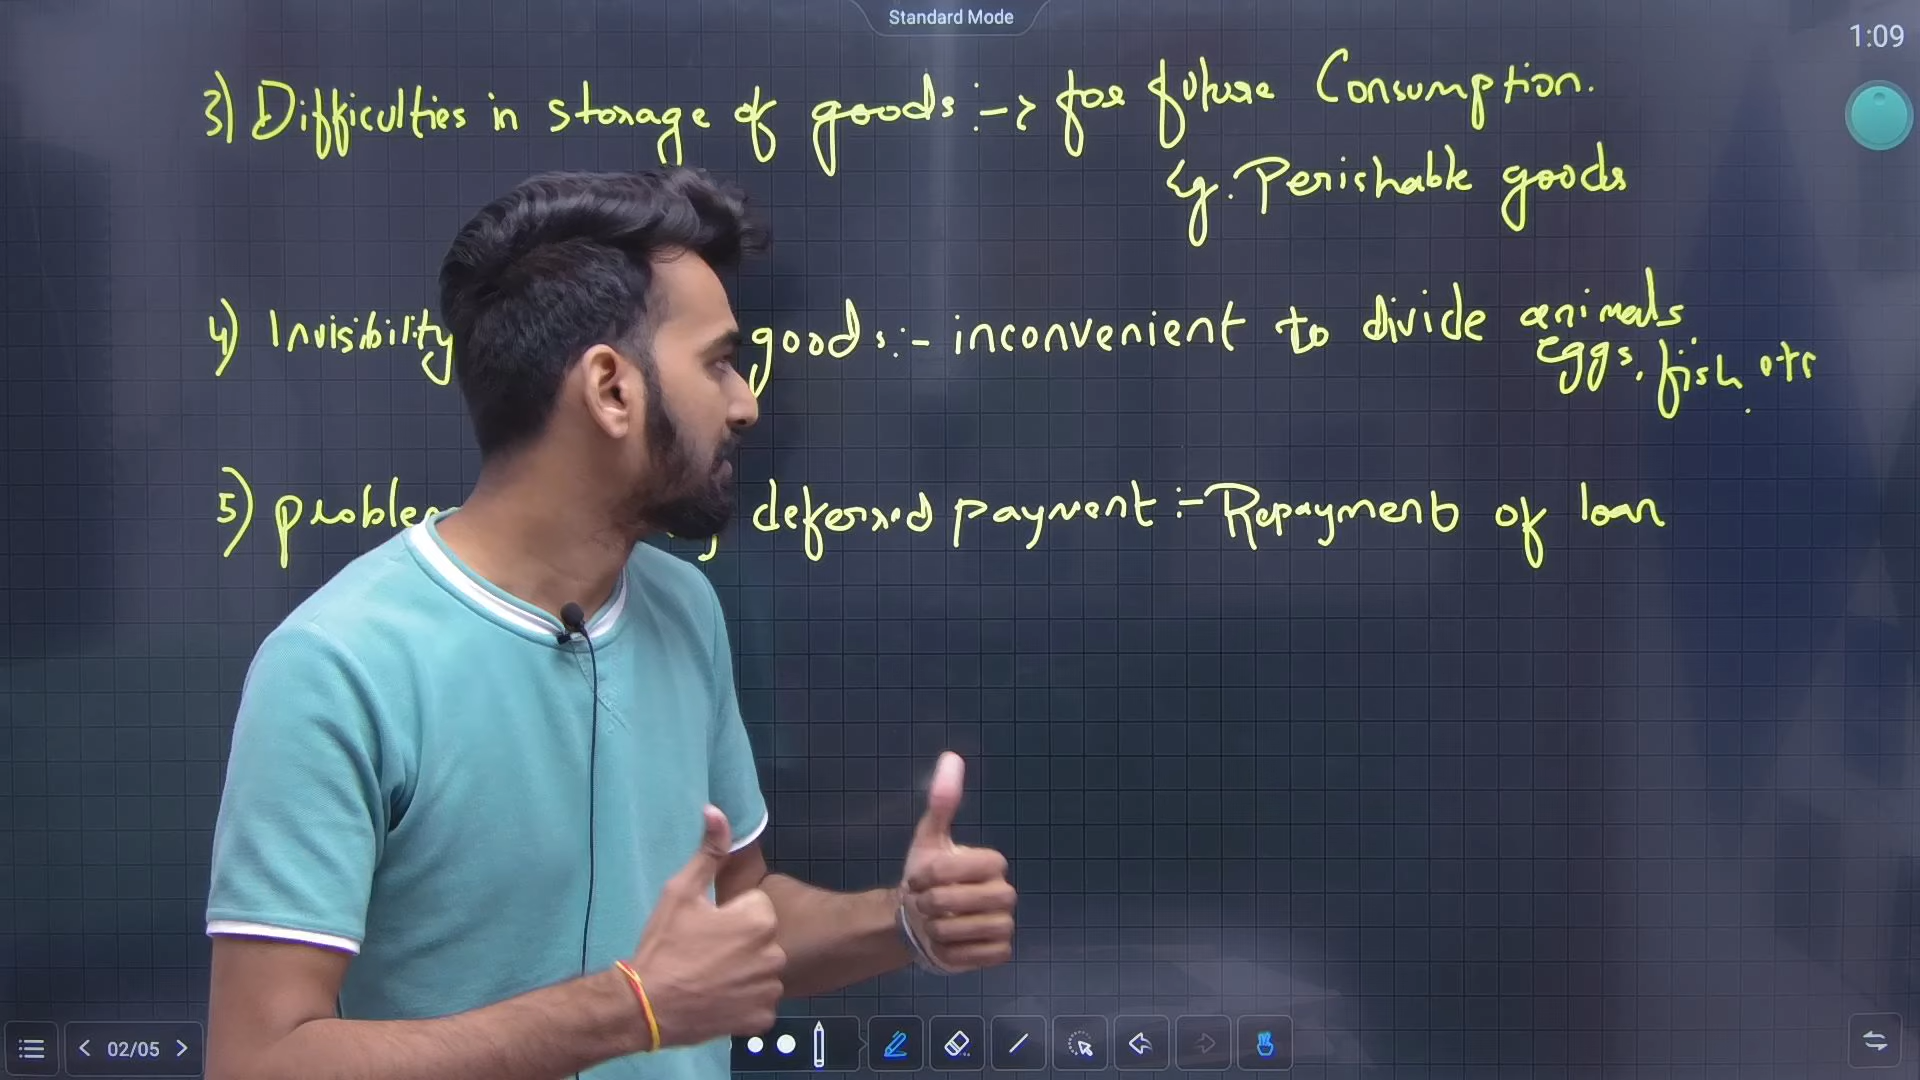 Standard Mode
1:09
3) Difficulties in storage of goods :-> for future Consumption.
Eg. Perishable goods
4) Invisibility goods :- inconvenient to divide animals
eggs, fish etc
5) proble deferred payment :- Repayment of loan
02/05